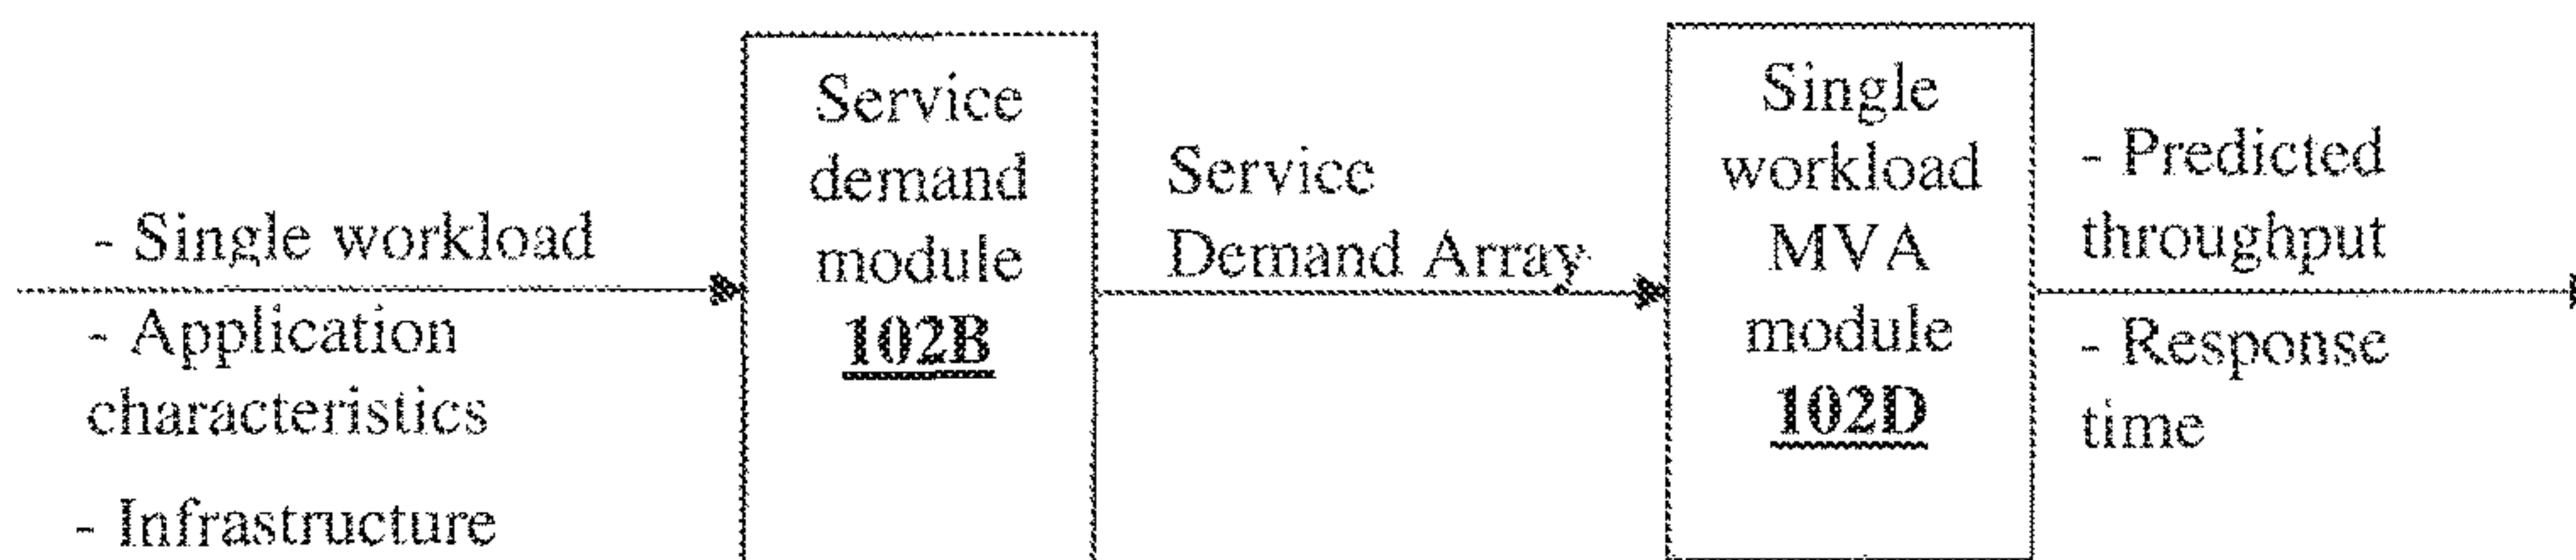 - Single workload
- Application
characteristics
- Infrastructure
Service
demand
module
102B
Service
Demand Array
Single
workload
MVA
module
102D
- Predicted
throughput
- Response
time